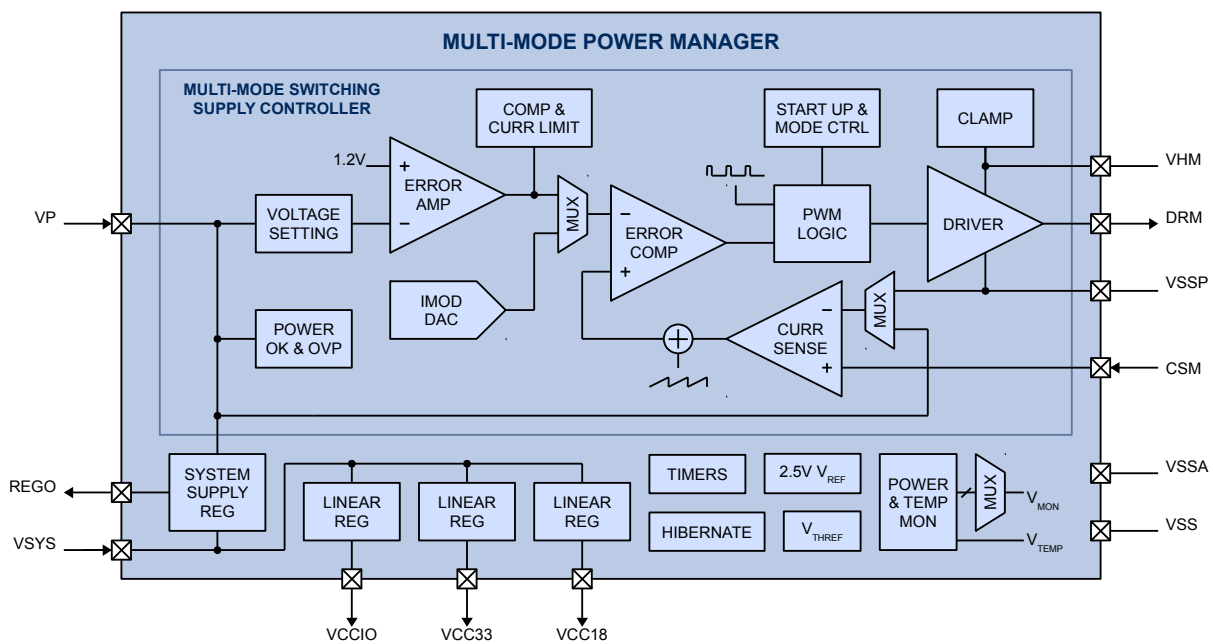 MULTI-MODE POWER MANAGER
MULTI-MODE SWITCHING
SUPPLY CONTROLLER
COMP &
CURR LIMIT
START UP &
MODE CTRL
CLAMP
1.2V
+
ERROR
AMP
−
VP
VOLTAGE
SETTING
MUX
−
ERROR
COMP
+
PWM
LOGIC
DRIVER
VHM
DRM
VSSP
IMOD
DAC
POWER
OK & OVP
CURR
SENSE
−
+
MUX
CSM
REGO
VSYS
SYSTEM
SUPPLY
REG
LINEAR
REG
LINEAR
REG
LINEAR
REG
TIMERS
2.5V VREF
HIBERNATE
VTHREF
POWER
& TEMP
MON
MUX
VMON
VTEMP
VSSA
VSS
VCCIO
VCC33
VCC18